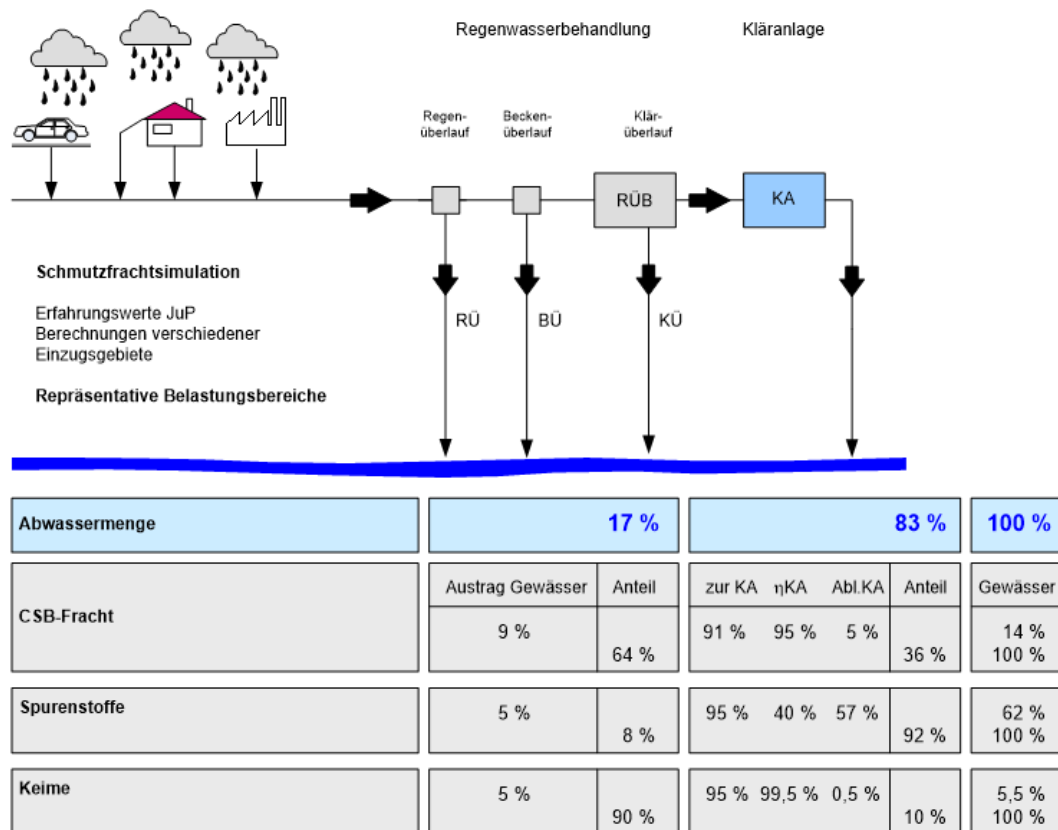 Regenwasserbehandlung Kläranlage
Regen-
überlauf
Becken-
überlauf
Klär-
überlauf
RÜB
KA
Schmutzfrachtsimulation
Erfahrungswerte JuP
Berechnungen verschiedener
Einzugsgebiete
Repräsentative Belastungsbereiche
RÜ
BÜ
KÜ
Abwassermenge 17 % 83 % 100 %
CSB-Fracht
Austrag Gewässer Anteil zur KA ηKA Abl.KA Anteil Gewässer
9 % 91 % 95 % 5 % 14 %
64 % 36 % 100 %
Spurenstoffe
5 % 95 % 40 % 57 % 62 %
8 % 92 % 100 %
Keime
5 % 95 % 99,5 % 0,5 % 5,5 %
90 % 10 % 100 %